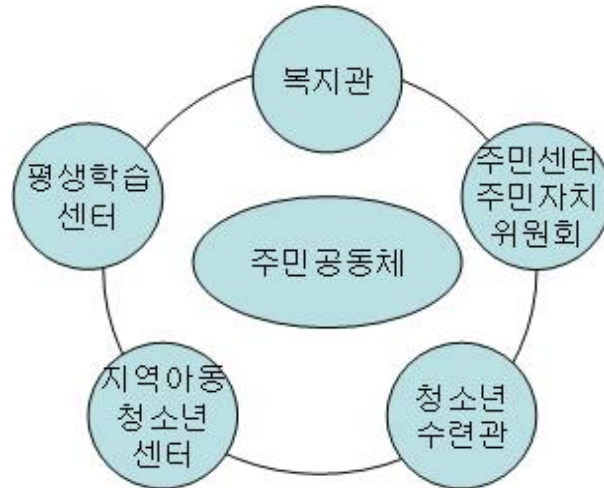 복지관
평생학습
센터
주민센터
주민자치
위원회
주민공동체
지역아동
청소년
센터
청소년
수련관